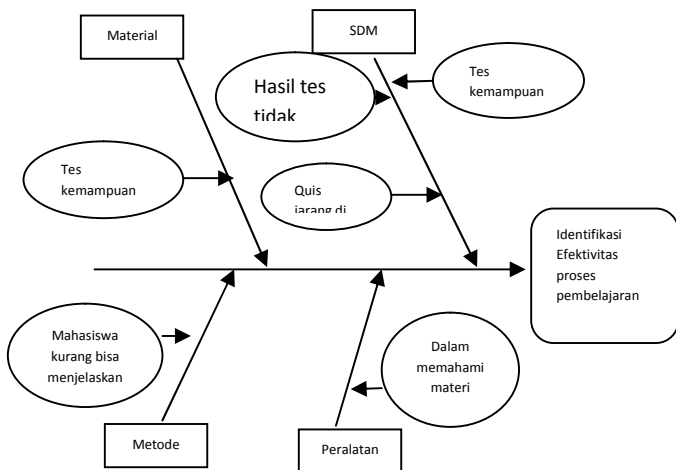 Material
SDM
Hasil tes
tidak
Tes
kemampuan
Tes
kemampuan
Quis
jarang di
Identifikasi
Efektivitas
proses
pembelajaran
Mahasiswa
kurang bisa
menjelaskan
Dalam
memahami
materi
Metode
Peralatan